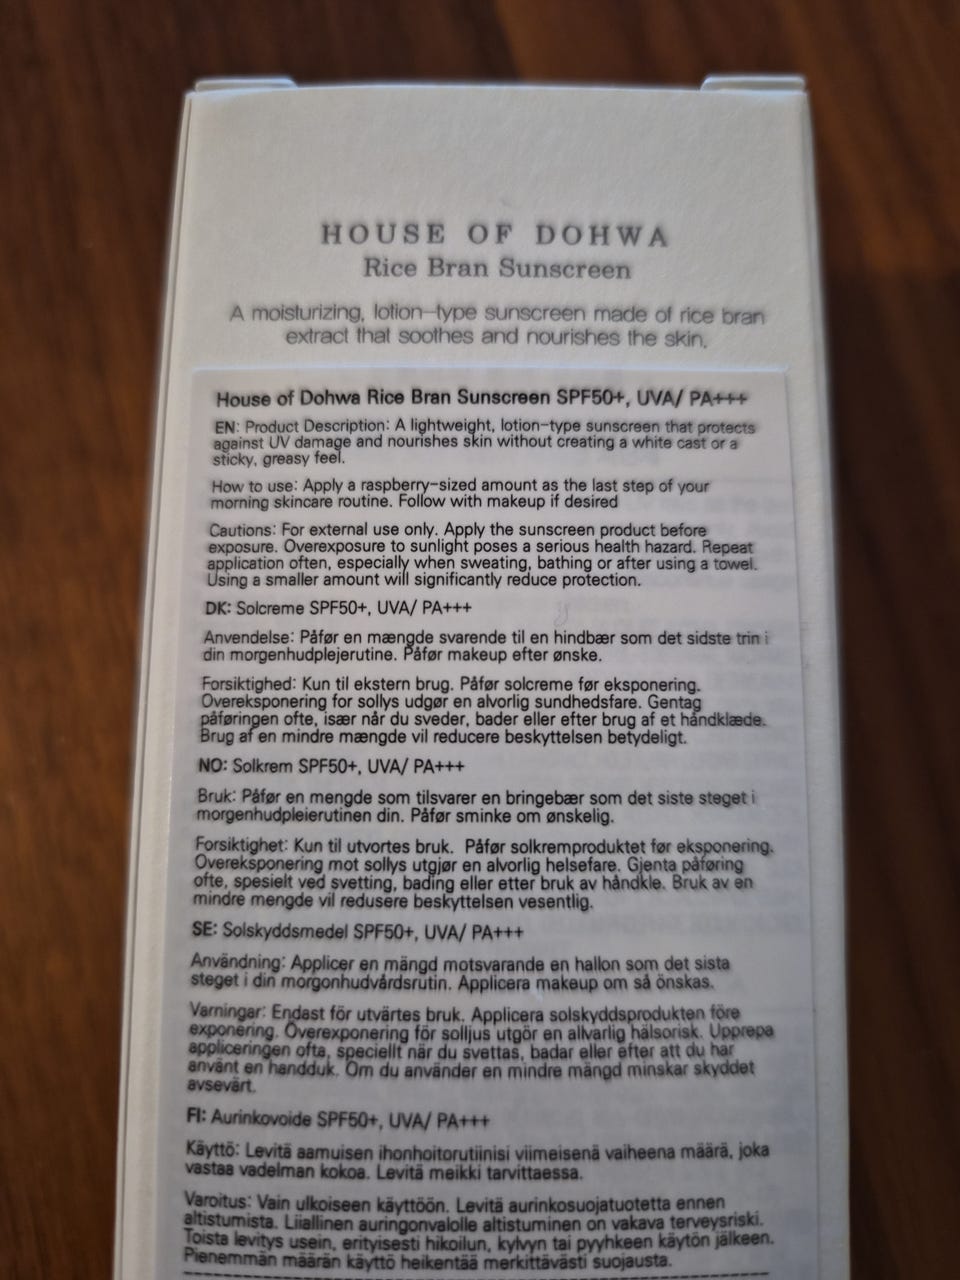 HOUSE OF DOHWA
Rice Bran Sunscreen
A moisturizing, lotion-type sunscreen made of rice bran
extract that soothes and nourishes the skin.
House of Dohwa Rice Bran Sunscreen SPF50+, UVA/ PA+++
EN: Product Description: A lightweight, lotion-type sunscreen that protects
against UV damage and nourishes skin without creating a white cast or a
sticky, greasy feel.
How to use: Apply a raspberry-sized amount as the last step of your
morning skincare routine. Follow with makeup if desired
Cautions: For external use only. Apply the sunscreen product before
exposure. Overexposure to sunlight poses a serious health hazard. Repeat
application often, especially when sweating, bathing or after using a towel.
Using a smaller amount will significantly reduce protection.
DK: Solcreme SPF50+, UVA/ PA+++
Anvendelse: Påfør en mængde svarende til en hindbær som det sidste trin i
din morgenhudplejerutine. Påfør makeup efter ønske.
Forsiktighed: Kun til ekstern brug. Påfør solcreme før eksponering.
Overeksponering for sollys udgør en alvorlig sundhedsfare. Gentag
påføringen ofte, især når du sveder, bader eller efter brug af et håndklæde.
Brug af en mindre mængde vil reducere beskyttelsen betydeligt.
NO: Solkrem SPF50+, UVA/ PA+++
Bruk: Påfør en mengde som tilsvarer en bringebær som det siste steget i
morgenhudpleierutinen din. Påfør sminke om ønskelig.
Forsiktighet: Kun til utvortes bruk. Påfør solkremproduktet før eksponering.
Overeksponering mot sollys utgjør en alvorlig helsefare. Gjenta påføring
ofte, spesielt ved svetting, bading eller etter bruk av håndkle. Bruk av en
mindre mengde vil redusere beskyttelsen vesentlig.
SE: Solskyddsmedel SPF50+, UVA/ PA+++
Användning: Applicer en mängd motsvarande en hallon som det sista
steget i din morgonhudvårdsrutin. Applicera makeup om så önskas.
Varningar: Endast för utvärtes bruk. Applicera solskyddsprodukten före
exponering. Överexponering för solljus utgör en allvarlig hälsorisk. Upprepa
appliceringen ofta, speciellt när du svettas, badar eller efter att du har
använt en handduk. Om du använder en mindre mängd minskar skyddet
avsevärt.
FI: Aurinkovoide SPF50+, UVA/ PA+++
Käyttö: Levitä aamuisen ihonhoitorutiinisi viimeisenä vaiheena määrä, joka
vastaa vadelman kokoa. Levitä meikki tarvittaessa.
Varoitus: Vain ulkoiseen käyttöön. Levitä aurinkosuojatuotetta ennen
altistumista. Liiallinen auringonvalolle altistuminen on vakava terveysriski.
Toista levitys usein, erityisesti hikoilun, kylvyn tai pyyhkeen käytön jälkeen.
Pienemmän määrän käyttö heikentää merkittävästi suojausta.